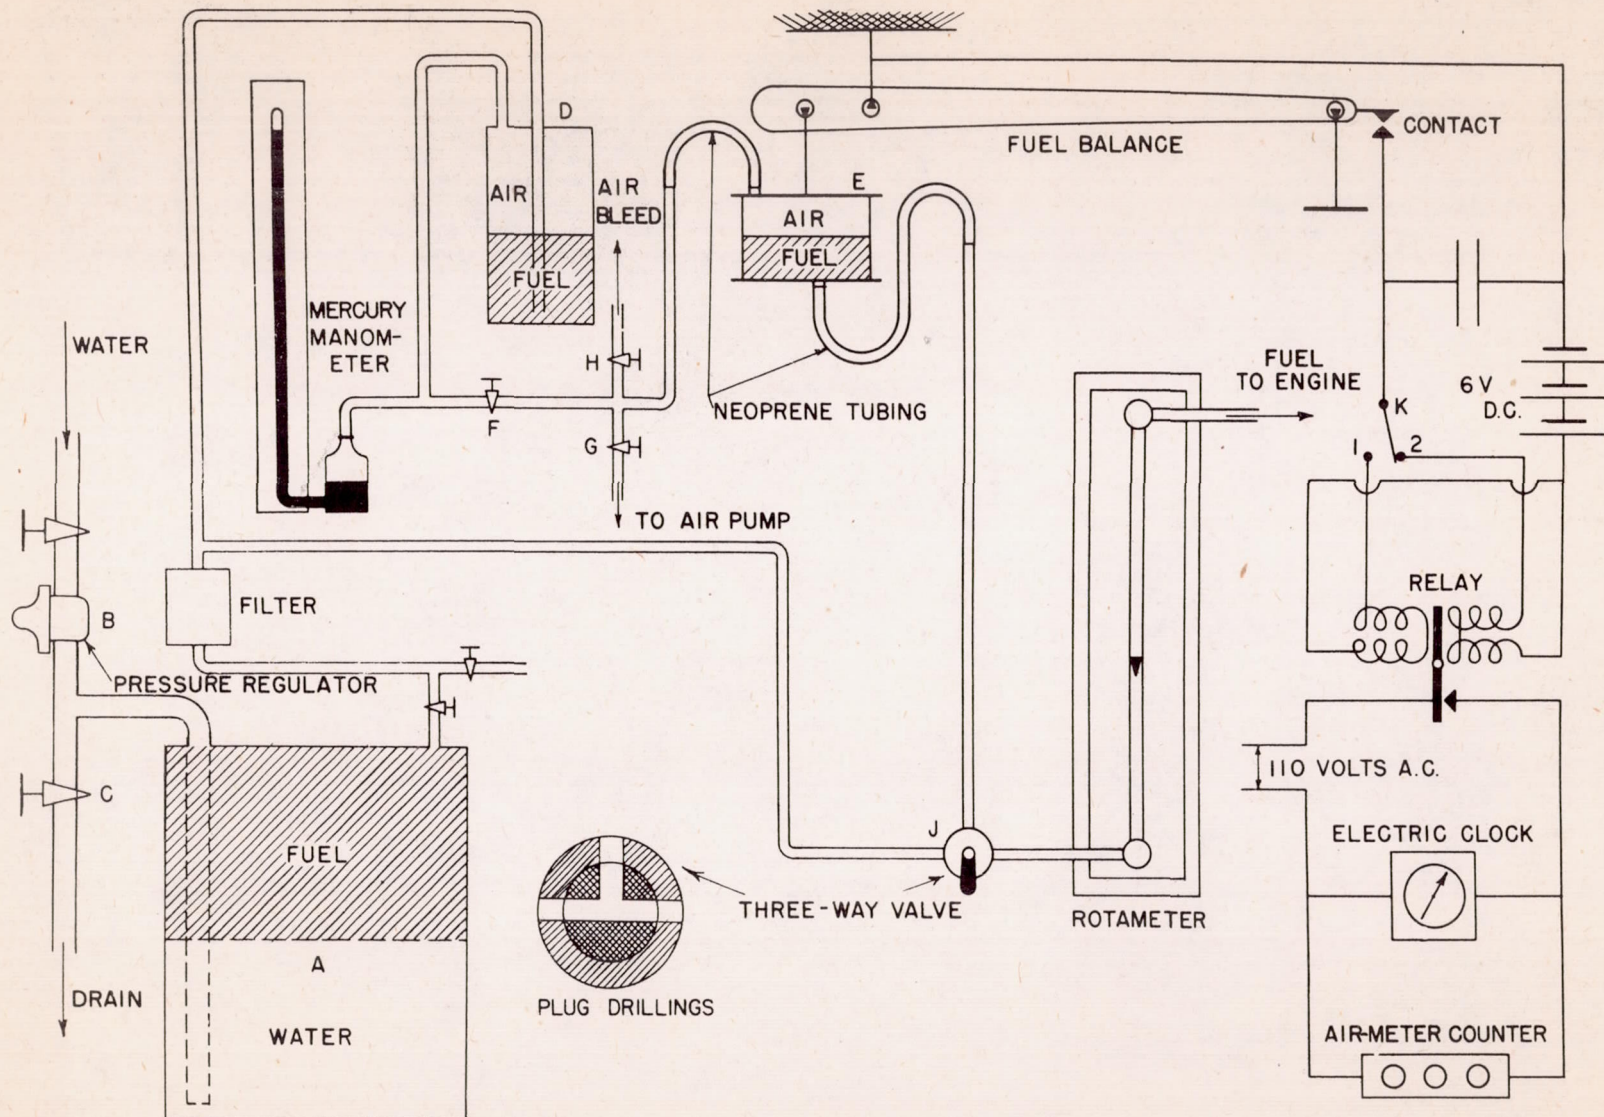 D
CONTACT
FUEL BALANCE
AIR
AIR
BLEED
E
AIR
FUEL
FUEL
MERCURY
MANOM-
ETER
WATER
H
FUEL
TO ENGINE
6 V
D.C.
K
NEOPRENE TUBING
F
G
1
2
TO AIR PUMP
RELAY
FILTER
B
PRESSURE REGULATOR
110 VOLTS A.C.
C
J
ELECTRIC CLOCK
FUEL
THREE-WAY VALVE
ROTAMETER
A
DRAIN
PLUG DRILLINGS
WATER
AIR-METER COUNTER